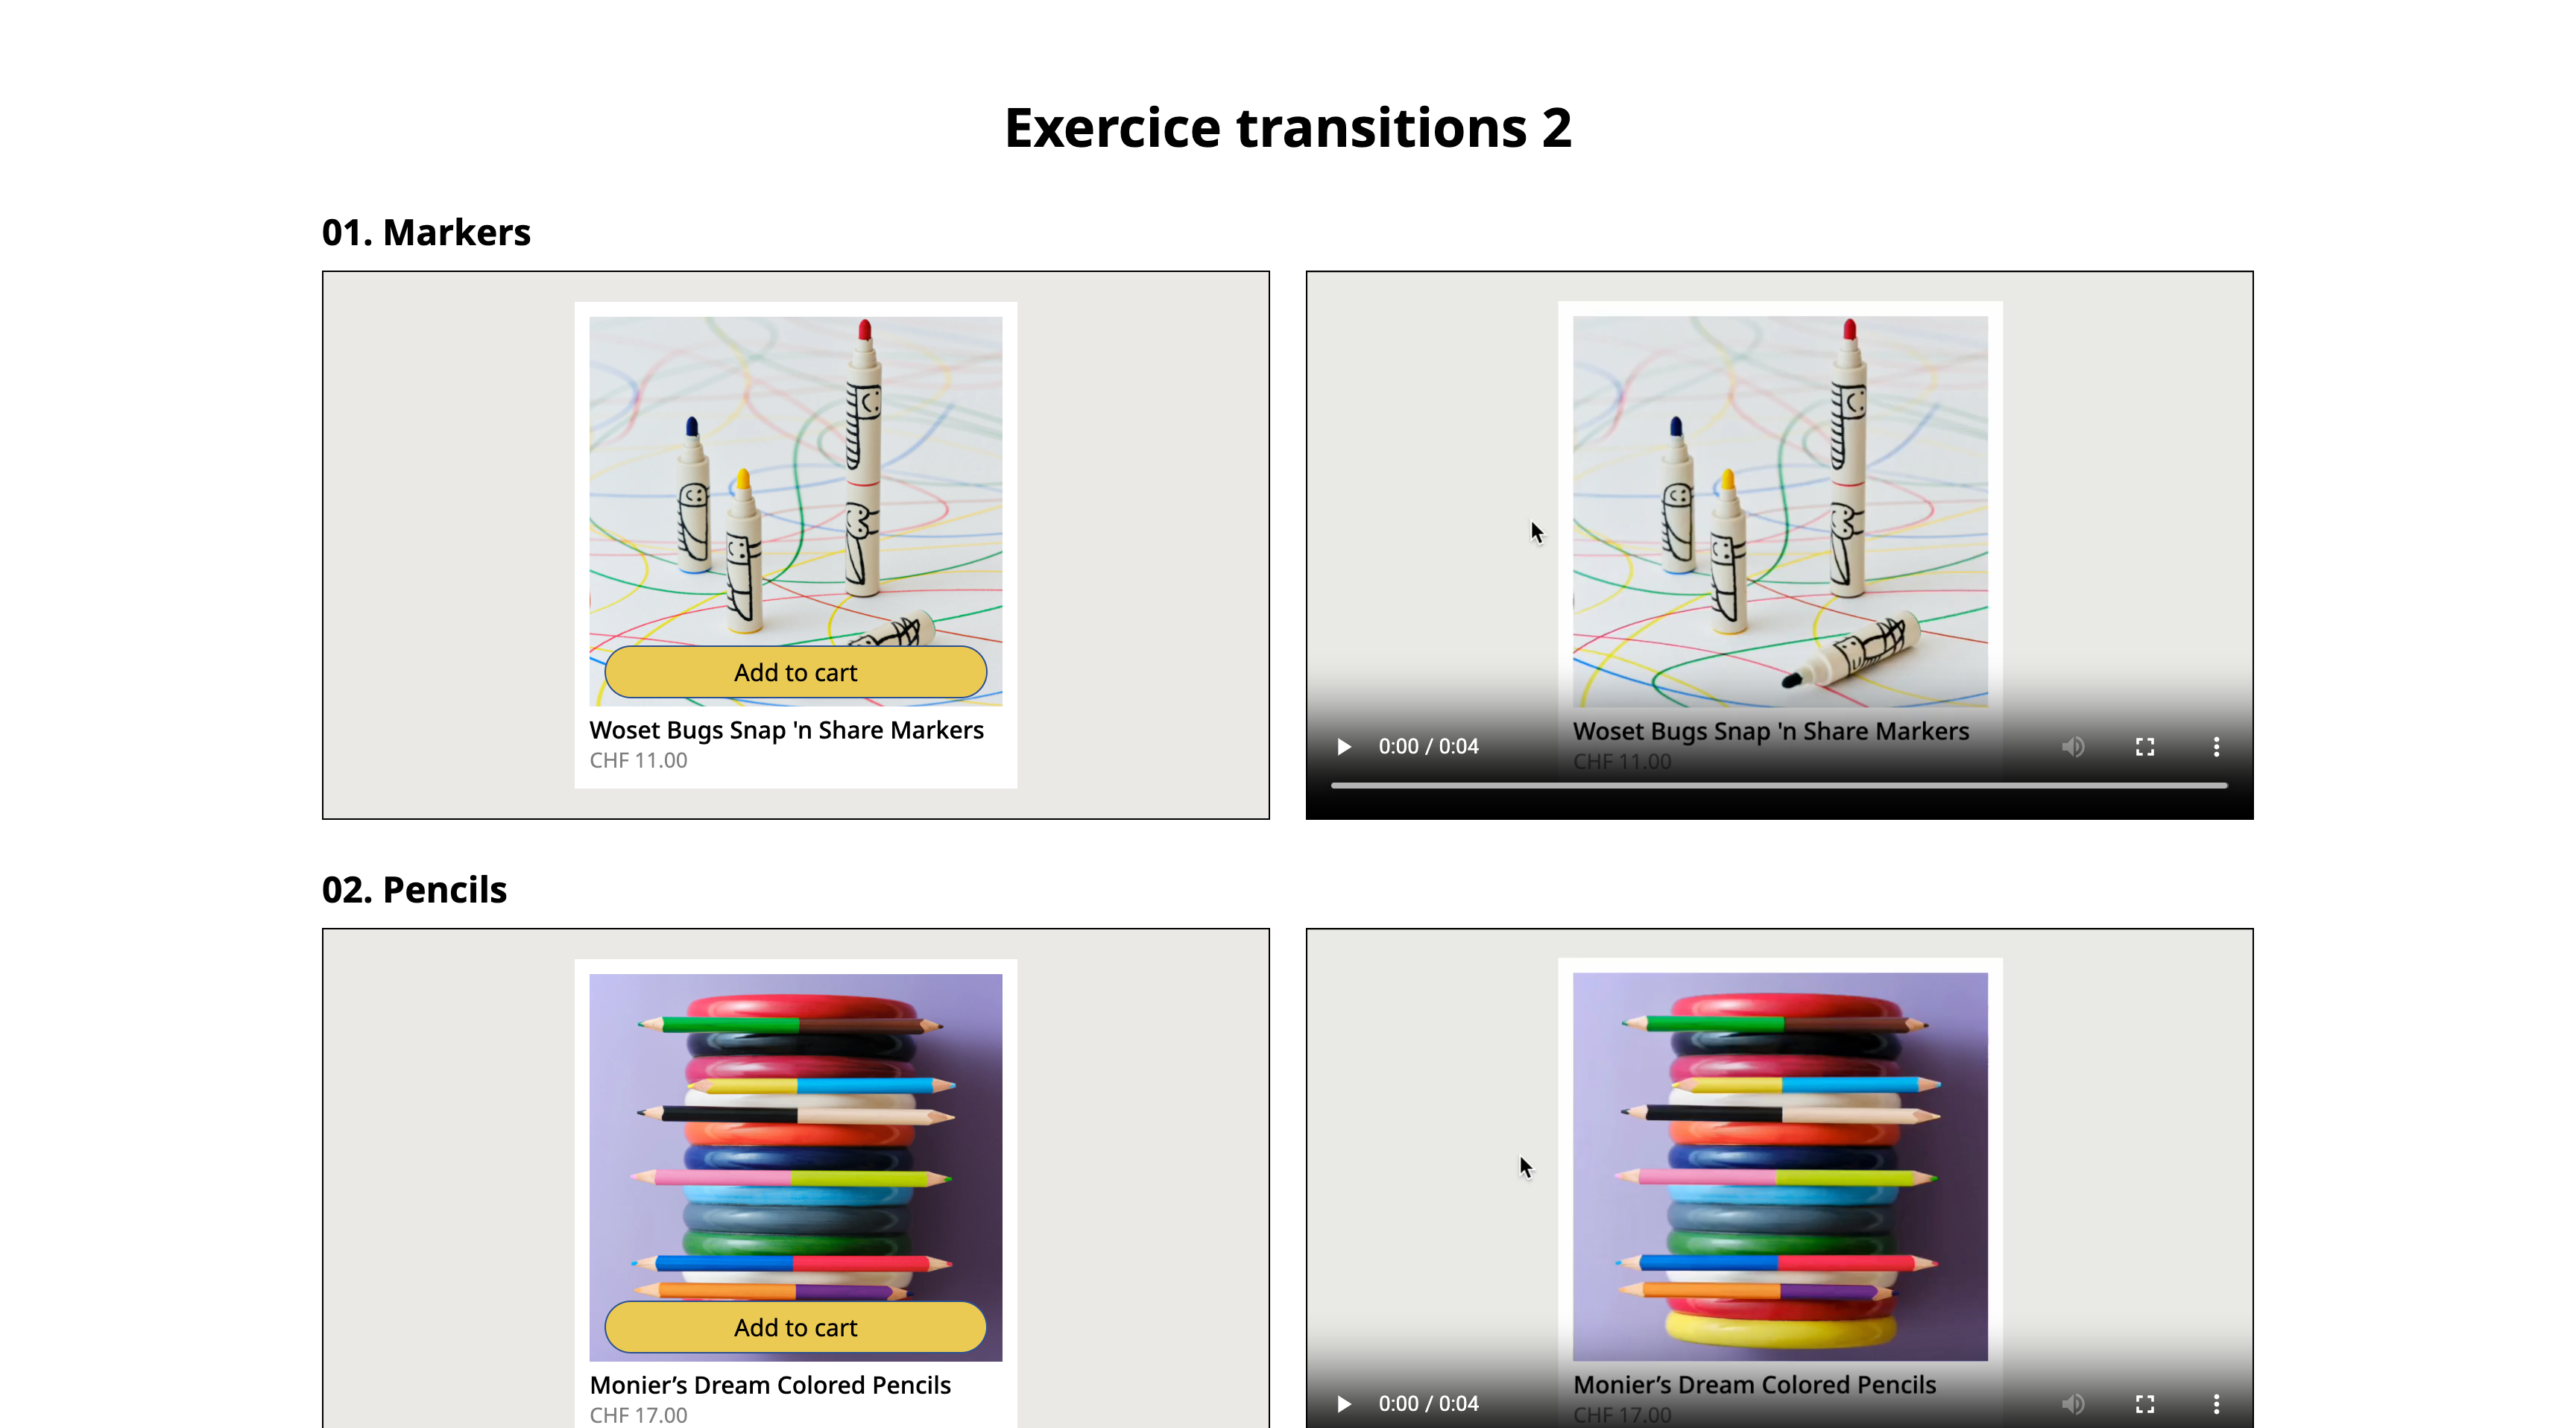 Exercice transitions 2
01. Markers
Add to cart
Woset Bugs Snap 'n Share Markers
CHF 11.00
Woset Bugs Snap 'n Share Markers
CHF 11.00
0:00 / 0:04
02. Pencils
Add to cart
Monier’s Dream Colored Pencils
CHF 17.00
Monier’s Dream Colored Pencils
CHF 17.00
0:00 / 0:04